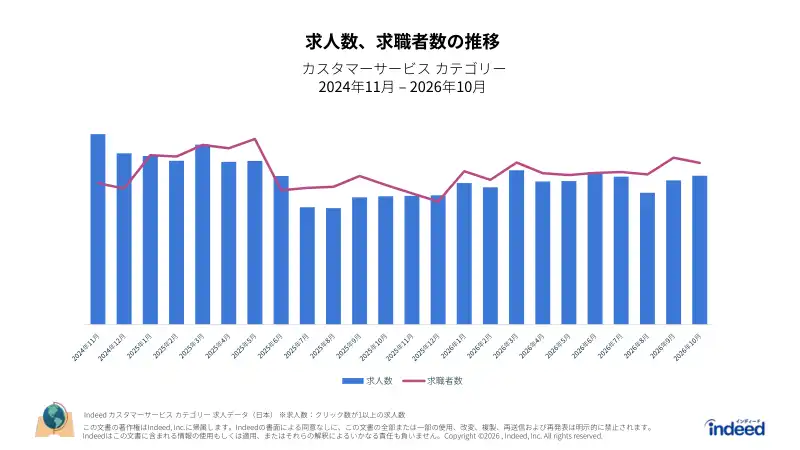 求人数、求職者数の推移
カスタマーサービス カテゴリー
2024年11月 – 2026年10月
2024年11月
2024年12月
2025年1月
2025年2月
2025年3月
2025年4月
2025年5月
2025年6月
2025年7月
2025年8月
2025年9月
2025年10月
2025年11月
2025年12月
2026年1月
2026年2月
2026年3月
2026年4月
2026年5月
2026年6月
2026年7月
2026年8月
2026年9月
2026年10月
求人数
求職者数
Indeed カスタマーサービス カテゴリー 求人データ（日本） ※求人数：クリック数が1以上の求人数
この文書の著作権はIndeed, Inc.に帰属します。Indeedの書面による同意なしに、この文書の全部または一部の使用、改変、複製、再送信および再発表は明示的に禁止されます。
Indeedはこの文書に含まれる情報の使用もしくは適用、またはそれらの解釈によるいかなる責任も負いません。Copyright ©2026 , Indeed, Inc. All rights reserved.
インディード
indeed